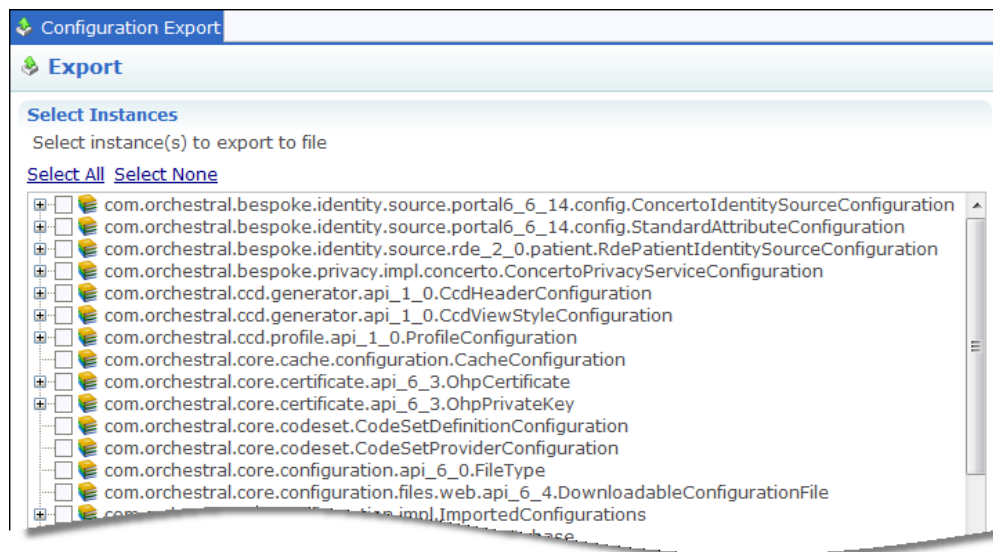 Configuration Export
Export
Select Instances
Select instance(s) to export to file
Select All Select None
com.orchestral.bespoke.identity.source.portal6_6_14.config.ConcertoIdentitySourceConfiguration
com.orchestral.bespoke.identity.source.portal6_6_14.config.StandardAttributeConfiguration
com.orchestral.bespoke.identity.source.rde_2_0.patient.RdePatientIdentitySourceConfiguration
com.orchestral.bespoke.privacy.impl.concerto.ConcertoPrivacyServiceConfiguration
com.orchestral.ccd.generator.api_1_0.CcdHeaderConfiguration
com.orchestral.ccd.generator.api_1_0.CcdViewStyleConfiguration
com.orchestral.ccd.profile.api_1_0.ProfileConfiguration
com.orchestral.core.cache.configuration.CacheConfiguration
com.orchestral.core.certificate.api_6_3.OhpCertificate
com.orchestral.core.certificate.api_6_3.OhpPrivateKey
com.orchestral.core.codeset.CodeSetDefinitionConfiguration
com.orchestral.core.codeset.CodeSetProviderConfiguration
com.orchestral.core.configuration.api_6_0.FileType
com.orchestral.core.configuration.files.web.api_6_4.DownloadableConfigurationFile
impl.ImportedConfigurations